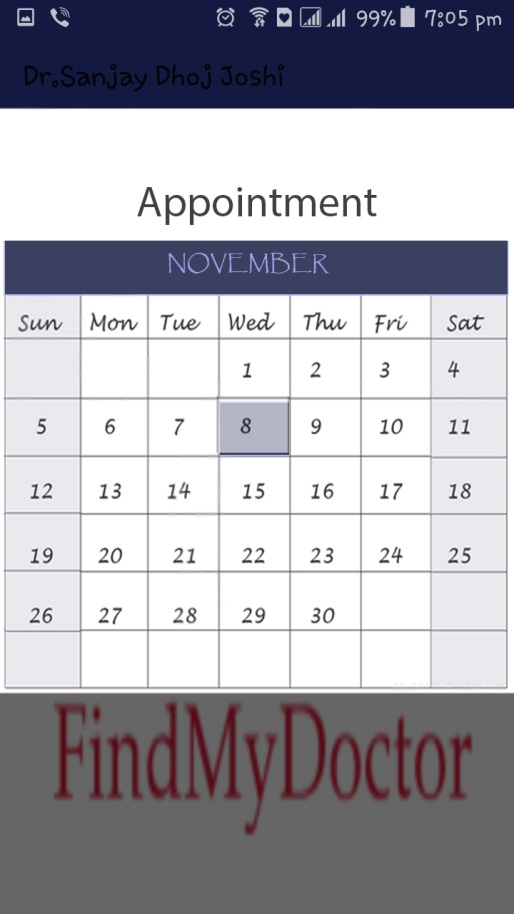 99% 7:05 pm
Dr.Sanjay Dhoj Joshi
Appointment
NOVEMBER
Sun Mon Tue Wed Thu Fri Sat
1 2 3 4
5 6 7 8 9 10 11
12 13 14 15 16 17 18
19 20 21 22 23 24 25
26 27 28 29 30
FindMyDoctor